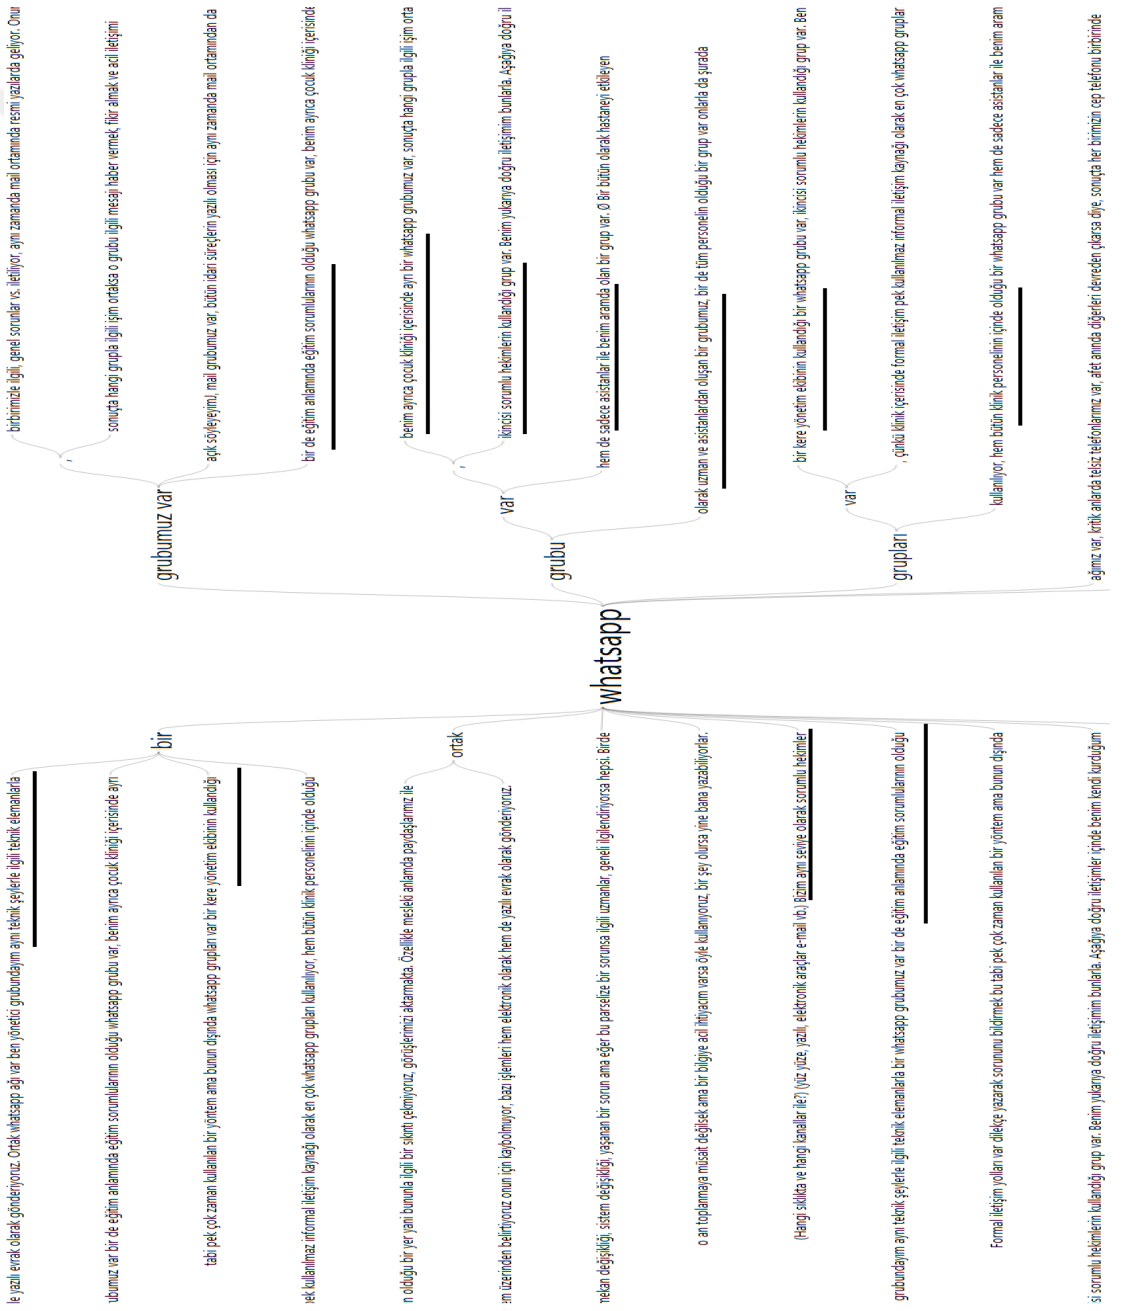 le yazılı evrak olarak gönderiyoruz. Ortak whatsapp ağı var ben yönetici grubundayım aynı teknik şeylerle ilgili teknik elemanlarla
ubumuz var bir de eğitim anlamında eğitim sorumlularının olduğu whatsapp grubu var, benim ayrıca çocuk kliniği içerisinde ayrı
bir
tabi pek çok zaman kullanılan bir yöntem ama bunun dışında whatsapp grupları var bir kere yönetim ekibinin kullandığı
pek kullanılmaz informal iletişim kaynağı olarak en çok whatsapp grupları kullanılıyor, hem bütün klinik personelinin içinde olduğu
n olduğu bir yer yani bununla ilgili bir sıkıntı çekmiyoruz, görüşlerimizi aktarmakta. Özellikle mesleki anlamda paydaşlarımız ile
ortak
em üzerinden belirtiyoruz onun için kaybolmuyor, bazı işlemleri hem elektronik olarak hem de yazılı evrak olarak gönderiyoruz.
mekan değişikliği, sistem değişikliği, yaşanan bir sorun ama eğer bu parselize bir sorunsa ilgili uzmanlar, geneli ilgilendiriyorsa hepsi. Birde
o an toplanmaya müsait değilsek ama bir bilgiye acil ihtiyacım varsa öyle kullanıyoruz, bir şey olursa yine bana yazabiliyorlar.
(Hangi sıklıkta ve hangi kanallar ile?) (yüz yüze, yazılı, elektronik araçlar e-mail vb.) Bizim aynı seviye olarak sorumlu hekimler
grubundayım aynı teknik şeylerle ilgili teknik elemanlarla bir whatsapp grubumuz var bir de eğitim anlamında eğitim sorumlularının olduğu
Formal iletişim yolları var dilekçe yazarak sorununu bildirmek bu tabi pek çok zaman kullanılan bir yöntem ama bunun dışında
si sorumlu hekimlerin kullandığı grup var. Benim yukarıya doğru iletişimim bunlarla. Aşağıya doğru iletişimler içinde benim kendi kurduğum
whatsapp
grubumuz var
,
birbirimizle ilgili, genel sorunlar vs. iletiliyor, aynı zamanda mail ortamında resmi yazılarda geliyor. Onur
sonuçta hangi grupla ilgili işim ortaksa o grubu ilgili mesajı haber vermek, fikir almak ve acil iletişimi
açık söyleyeyim), mail grubumuz var, bütün idari süreçlerin yazılı olması için aynı zamanda mail ortamından da
bir de eğitim anlamında eğitim sorumlularının olduğu whatsapp grubu var, benim ayrıca çocuk kliniği içerisinde
grubu
var
,
benim ayrıca çocuk kliniği içerisinde ayrı bir whatsapp grubumuz var, sonuçta hangi grupla ilgili işim orta
ikincisi sorumlu hekimlerin kullandığı grup var. Benim yukarıya doğru iletişimim bunlarla. Aşağıya doğru il
hem de sadece asistanlar ile benim aramda olan bir grup var. Ø Bir bütün olarak hastaneyi etkileyen
olarak uzman ve asistanlardan oluşan bir grubumuz, bir de tüm personelin olduğu bir grup var onlarla da şurada
grupları
var
bir kere yönetim ekibinin kullandığı bir whatsapp grubu var, ikincisi sorumlu hekimlerin kullandığı grup var. Ben
, çünkü klinik içerisinde formal iletişim pek kullanılmaz informal iletişim kaynağı olarak en çok whatsapp gruplar
kullanılıyor, hem bütün klinik personelinin içinde olduğu bir whatsapp grubu var hem de sadece asistanlar ile benim aram
ağımız var, kritik anlarda telsiz telefonlarımız var, afet anında diğerleri devreden çıkarsa diye, sonuçta her birimizin cep telefonu birbirinde